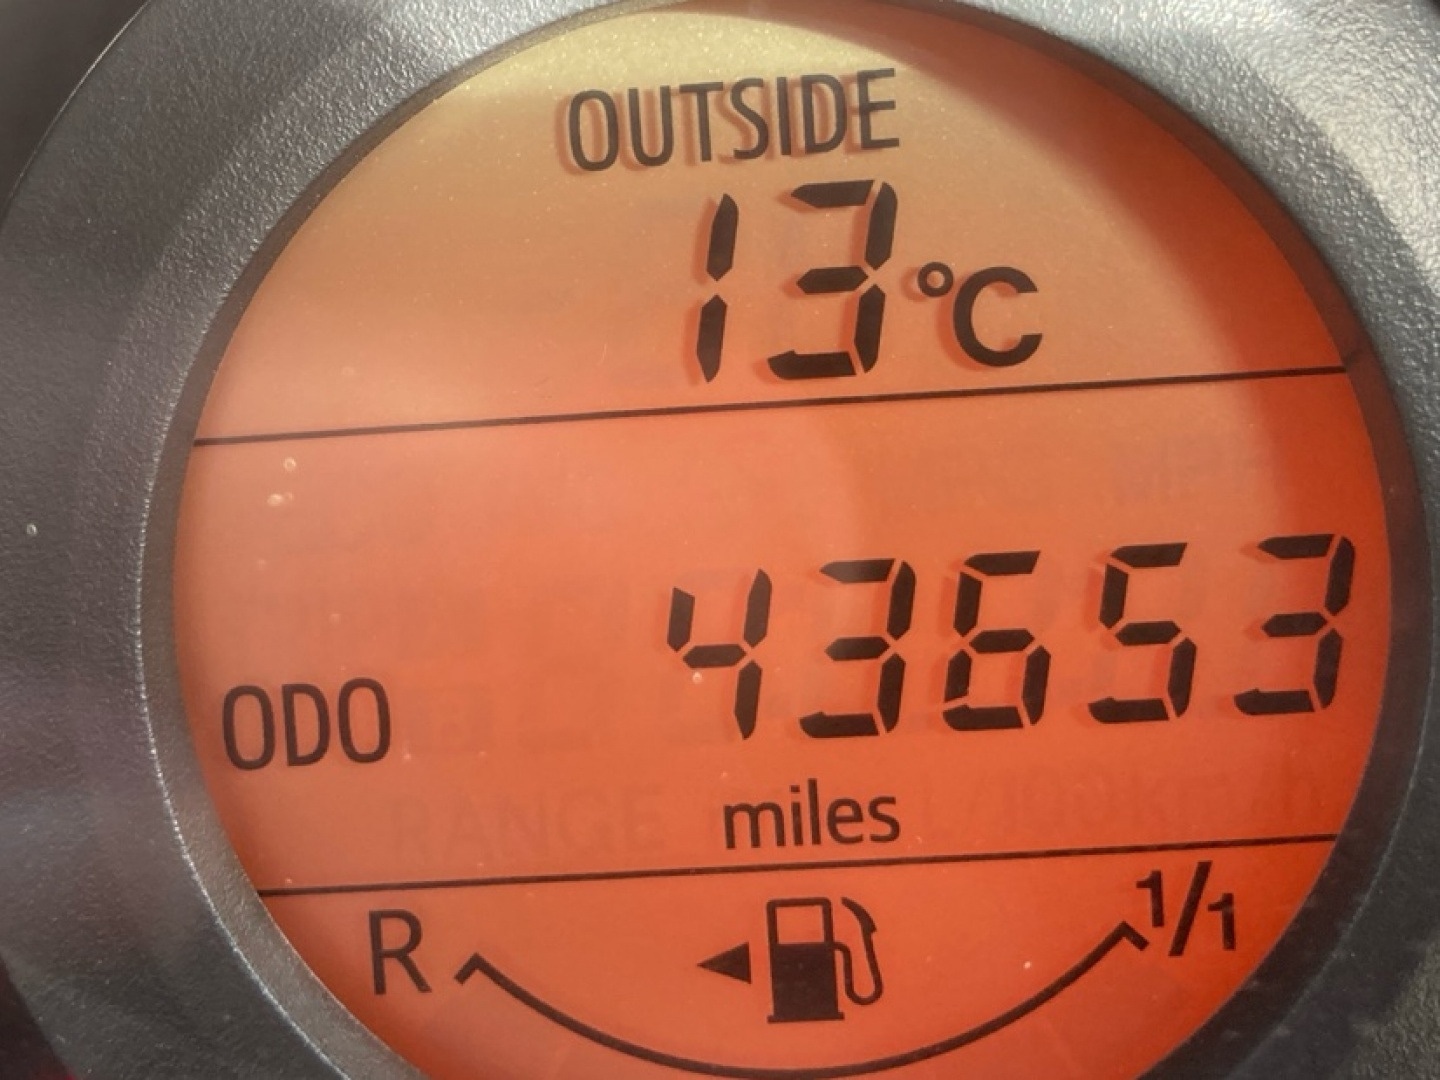 OUTSIDE
13°C
ODO 43653
miles
R 1/1